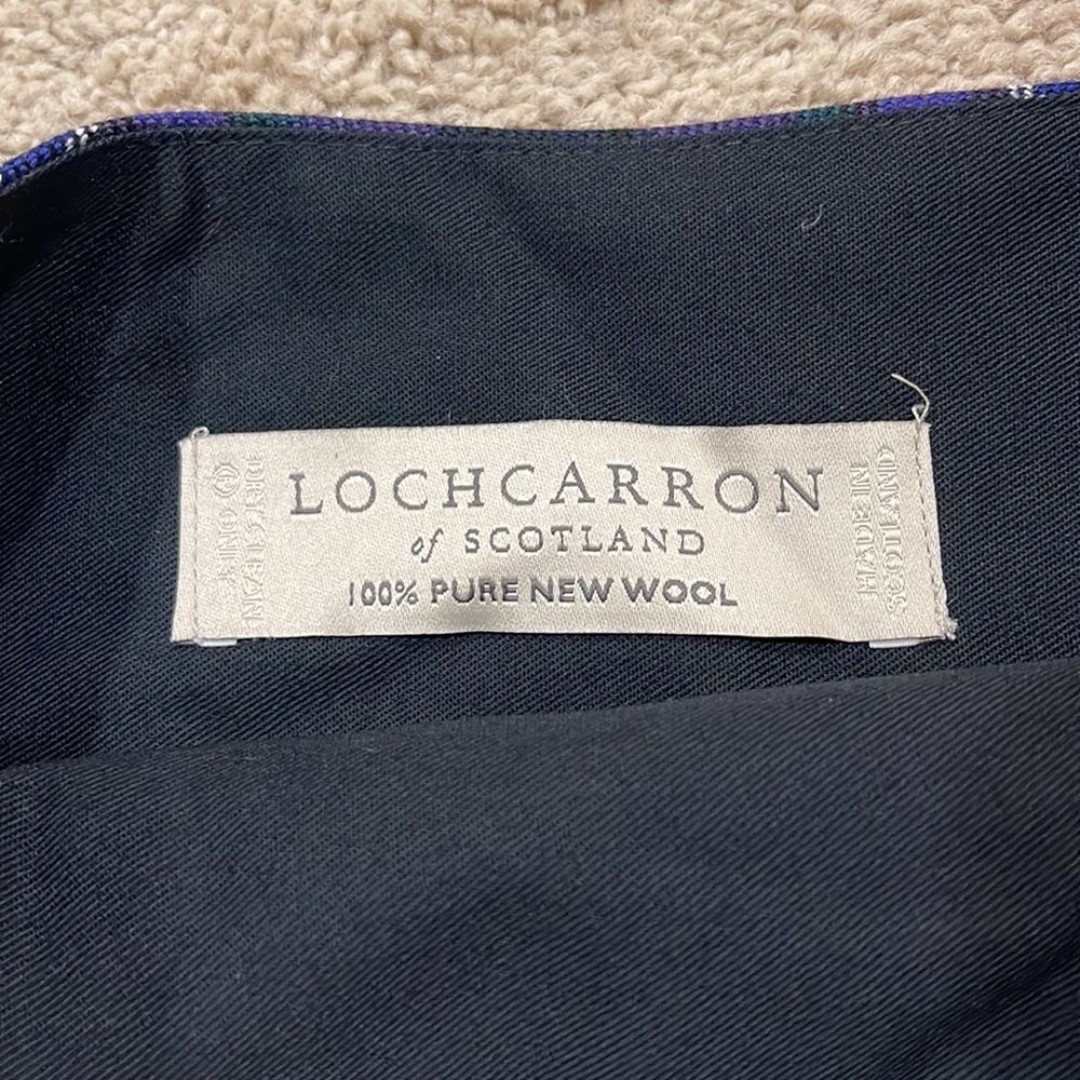 LOCHCARRON
of SCOTLAND
100% PURE NEW WOOL
DRY CLEAN
ONLY Ⓟ
MADE IN
SCOTLAND